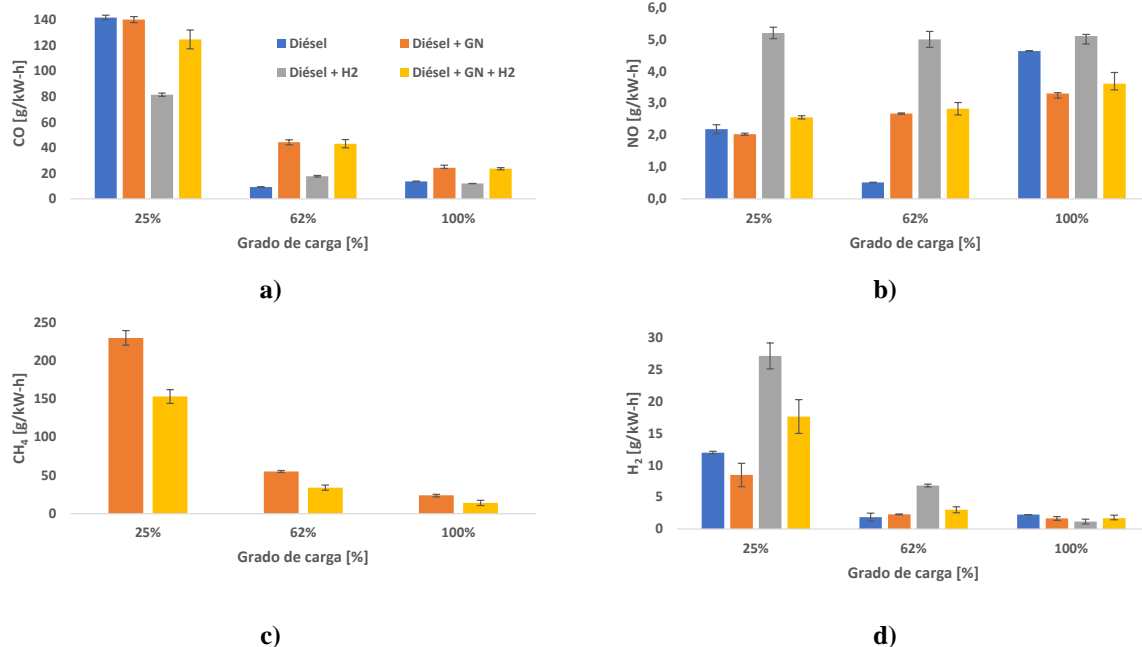 CO [g/kW-h]
140
120
100
80
60
40
20
0
Diésel
Diésel + GN
Diésel + H2
Diésel + GN + H2
25%
62%
100%
Grado de carga [%]
a)
NO [g/kW-h]
6,0
5,0
4,0
3,0
2,0
1,0
0,0
25%
62%
100%
Grado de carga [%]
b)
CH₄ [g/kW-h]
250
200
150
100
50
0
25%
62%
100%
Grado de carga [%]
c)
H₂ [g/kW-h]
30
25
20
15
10
5
0
25%
62%
100%
Grado de carga [%]
d)